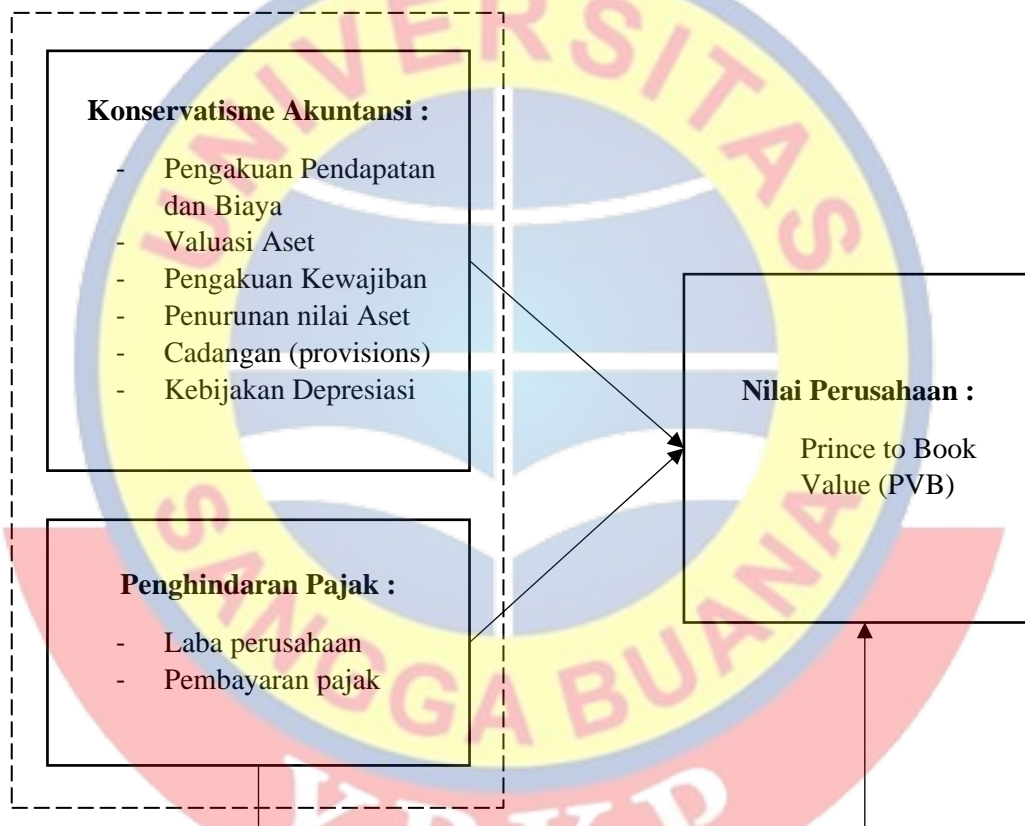 Konservatisme Akuntansi :
- Pengakuan Pendapatan
dan Biaya
- Valuasi Aset
- Pengakuan Kewajiban
- Penurunan nilai Aset
- Cadangan (provisions)
- Kebijakan Depresiasi
Penghindaran Pajak :
- Laba perusahaan
- Pembayaran pajak
Nilai Perusahaan :
Prince to Book
Value (PVB)
UNIVERSITAS
SANGGA BUANA
YPKP